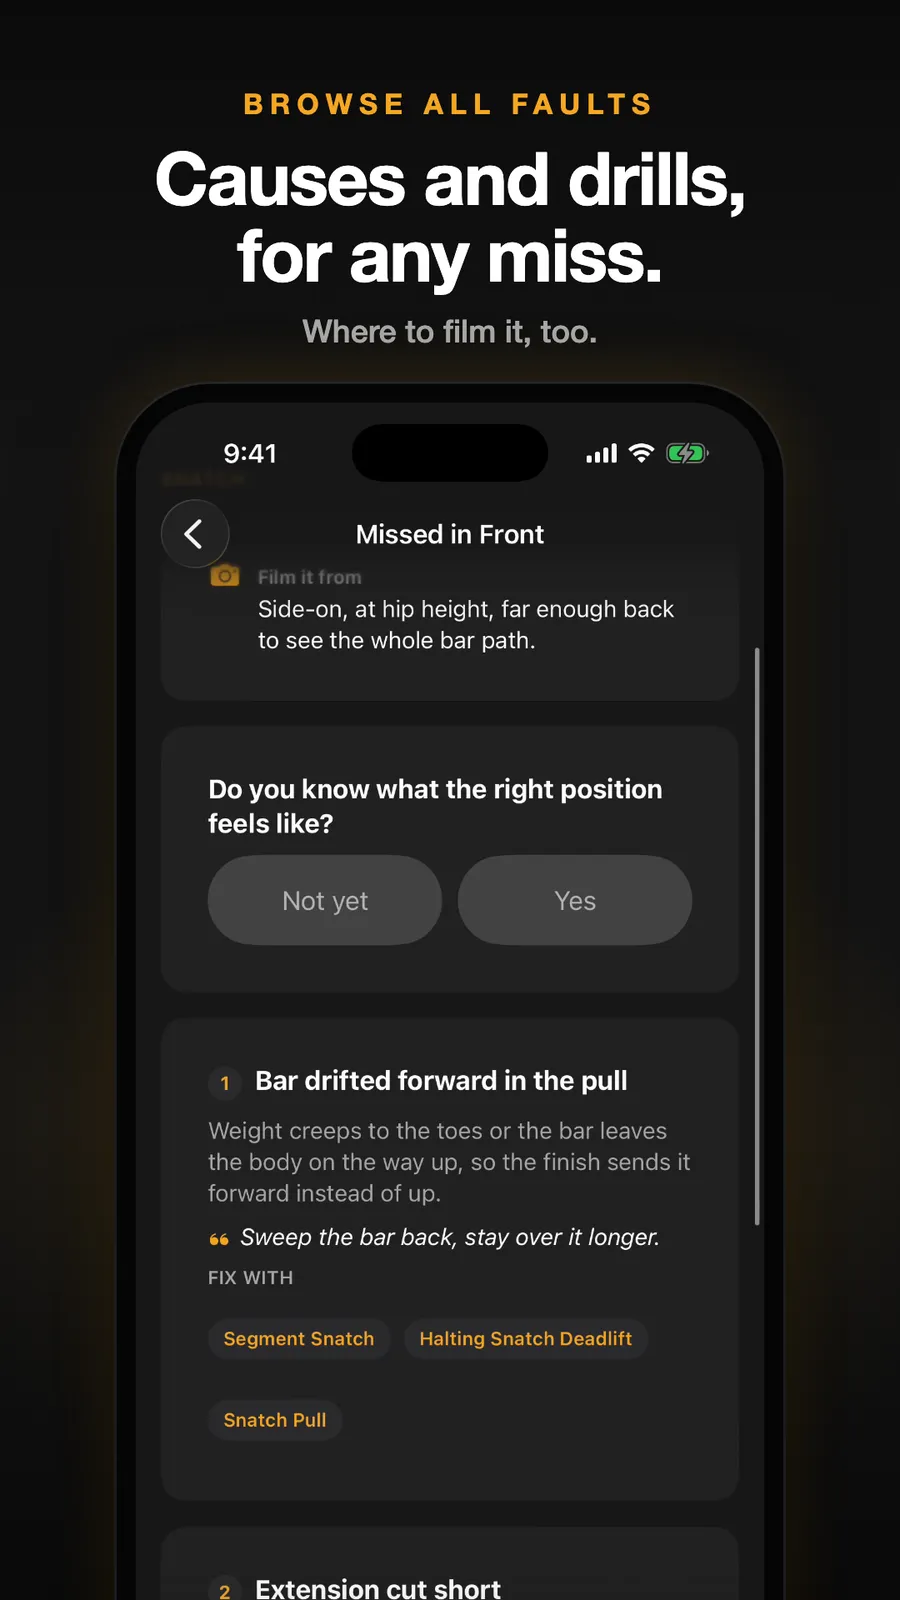 BROWSE ALL FAULTS
Causes and drills,
for any miss.
Where to film it, too.
9:41
Missed in Front
Film it from
Side-on, at hip height, far enough back
to see the whole bar path.
Do you know what the right position
feels like?
Not yet
Yes
1 Bar drifted forward in the pull
Weight creeps to the toes or the bar leaves
the body on the way up, so the finish sends it
forward instead of up.
“ Sweep the bar back, stay over it longer.
FIX WITH
Segment Snatch
Halting Snatch Deadlift
Snatch Pull
2 Extension cut short